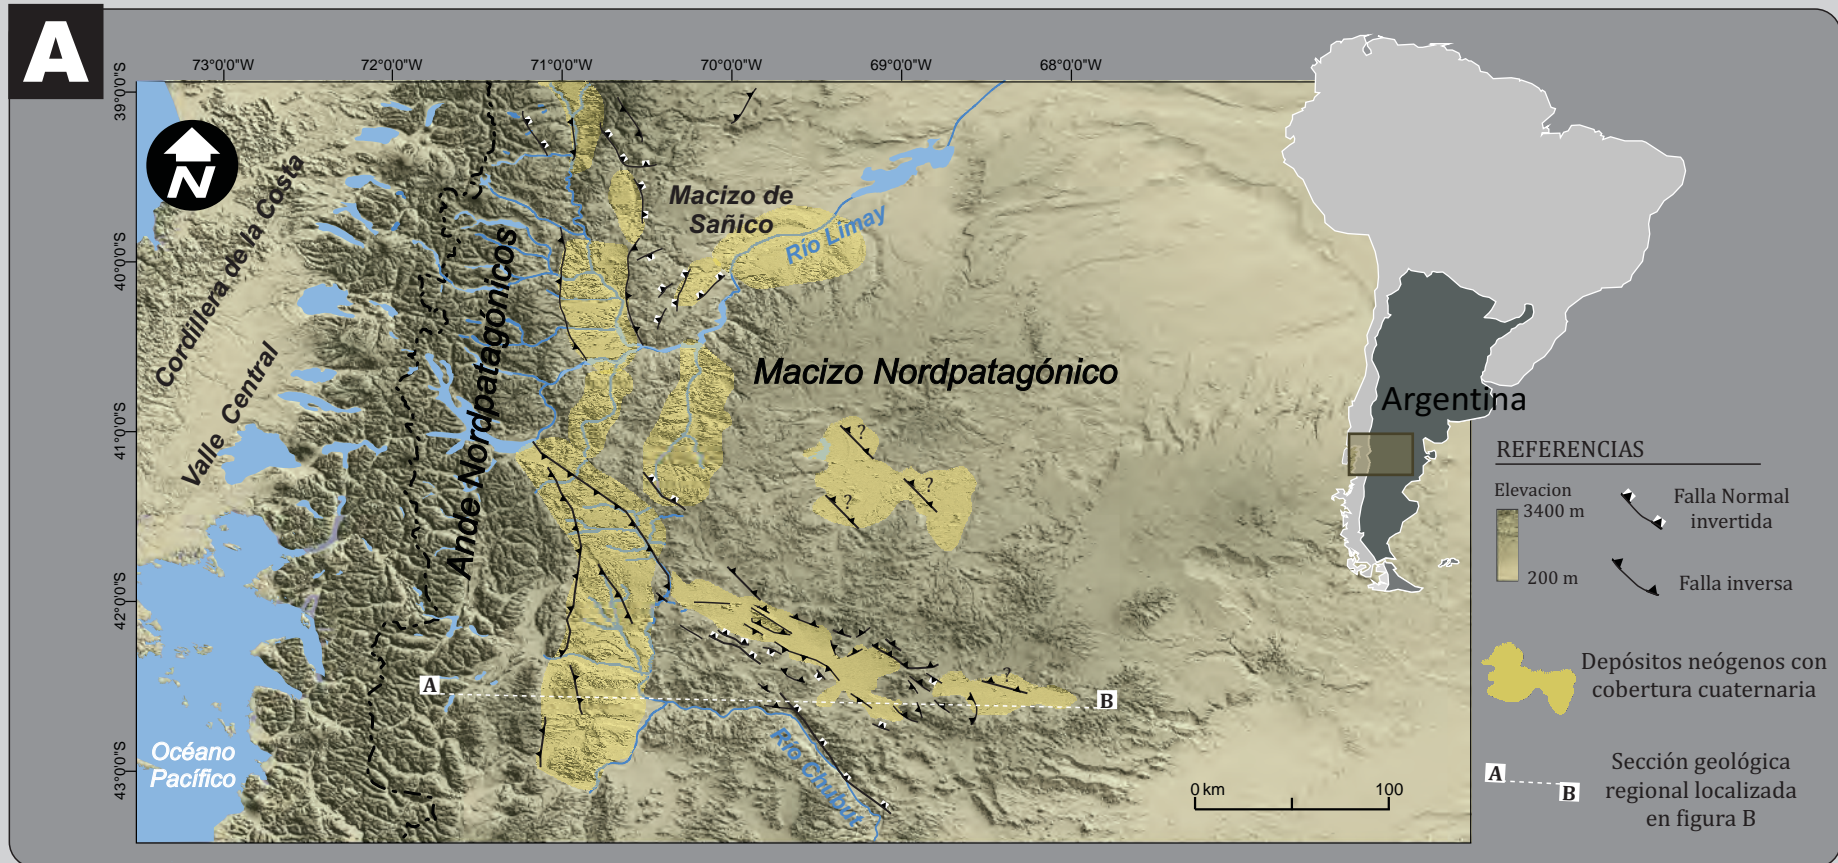 A
73°0'0"W
72°0'0"W
71°0'0"W
70°0'0"W
69°0'0"W
68°0'0"W
39°0'0"S
40°0'0"S
41°0'0"S
42°0'0"S
43°0'0"S
N
Cordillera de la Costa
Valle Central
Ande Nordpatagónicos
Macizo de
Sañico
Río Limay
Macizo Nordpatagónico
?
?
?
?
A
B
Río Chubut
Océano
Pacífico
0 km
100
Argentina
REFERENCIAS
Elevacion
3400 m
200 m
Falla Normal
invertida
Falla inversa
Depósitos neógenos con
cobertura cuaternaria
A
B
Sección geológica
regional localizada
en figura B